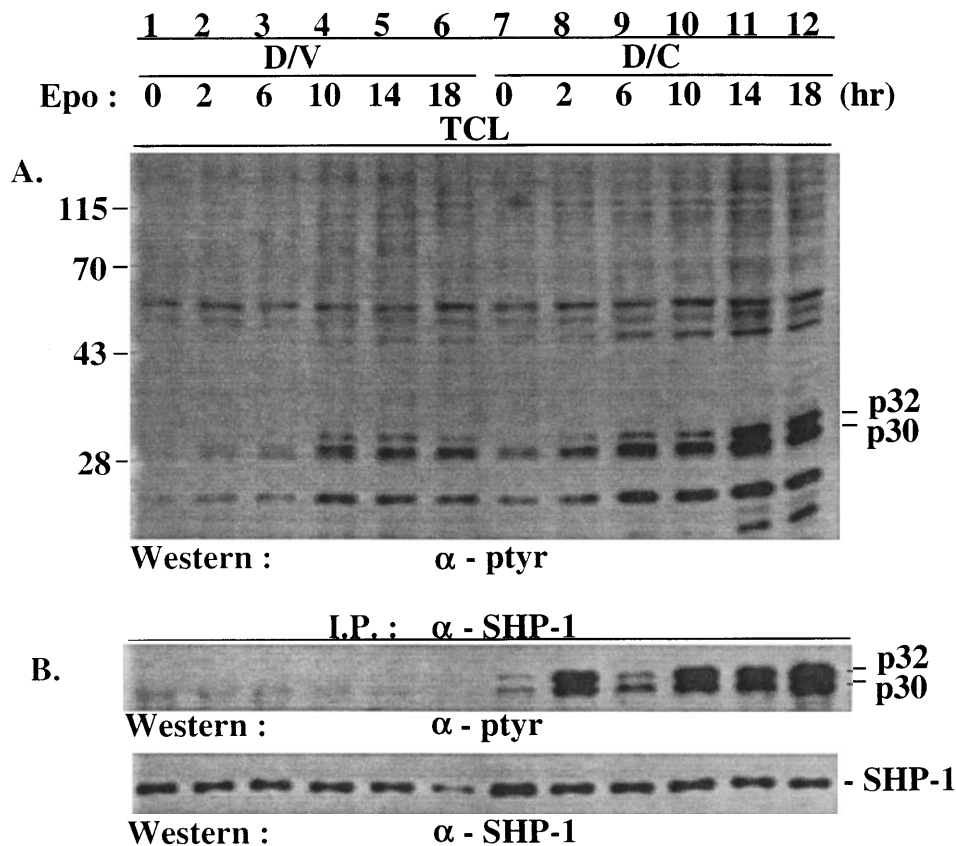 1 2 3 4 5 6 7 8 9 10 11 12
D/V D/C
Epo : 0 2 6 10 14 18 0 2 6 10 14 18 (hr)
TCL
A.
115
70
43
p32
p30
28
Western : α - ptyr
I.P. : α - SHP-1
B.
p32
p30
Western : α - ptyr
- SHP-1
Western : α - SHP-1